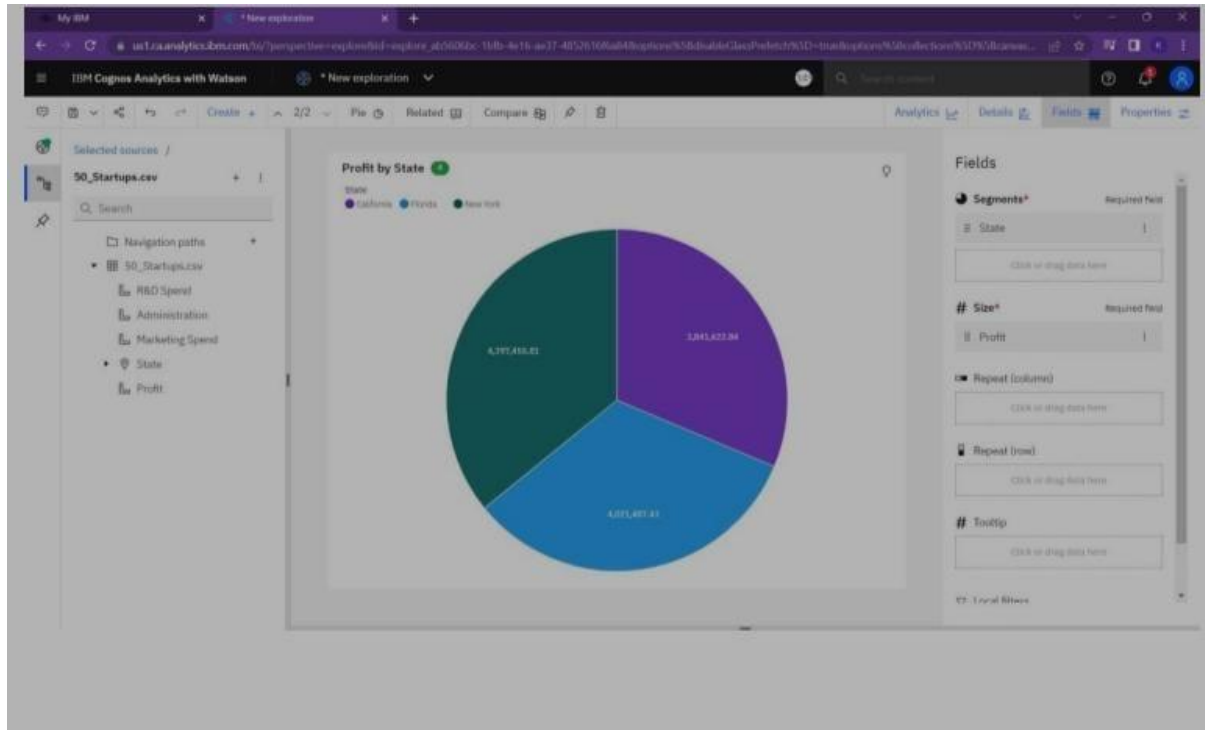 My IBM
* New exploration
IBM Cognos Analytics with Watson
* New exploration
Search content
Create +
2/2
Pie
Related
Compare
Analytics
Details
Fields
Properties
Selected sources /
50_Startups.csv
Search
Navigation paths
50_Startups.csv
R&D Spend
Administration
Marketing Spend
State
Profit
Profit by State
State
California
Florida
New York
3,843,
Fields
Segments*
Required field
State
Click or drag data here
# Size*
Required field
Profit
Repeat (column)
Click or drag data here
Repeat (row)
Click or drag data here
# Tooltip
Click or drag data here
Local filters